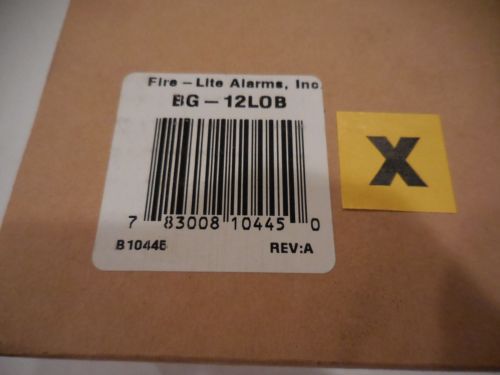 Fire - Lite Alarms, Inc.
BG - 12LOB
X
7 83008 10445 0
B10445 REV:A